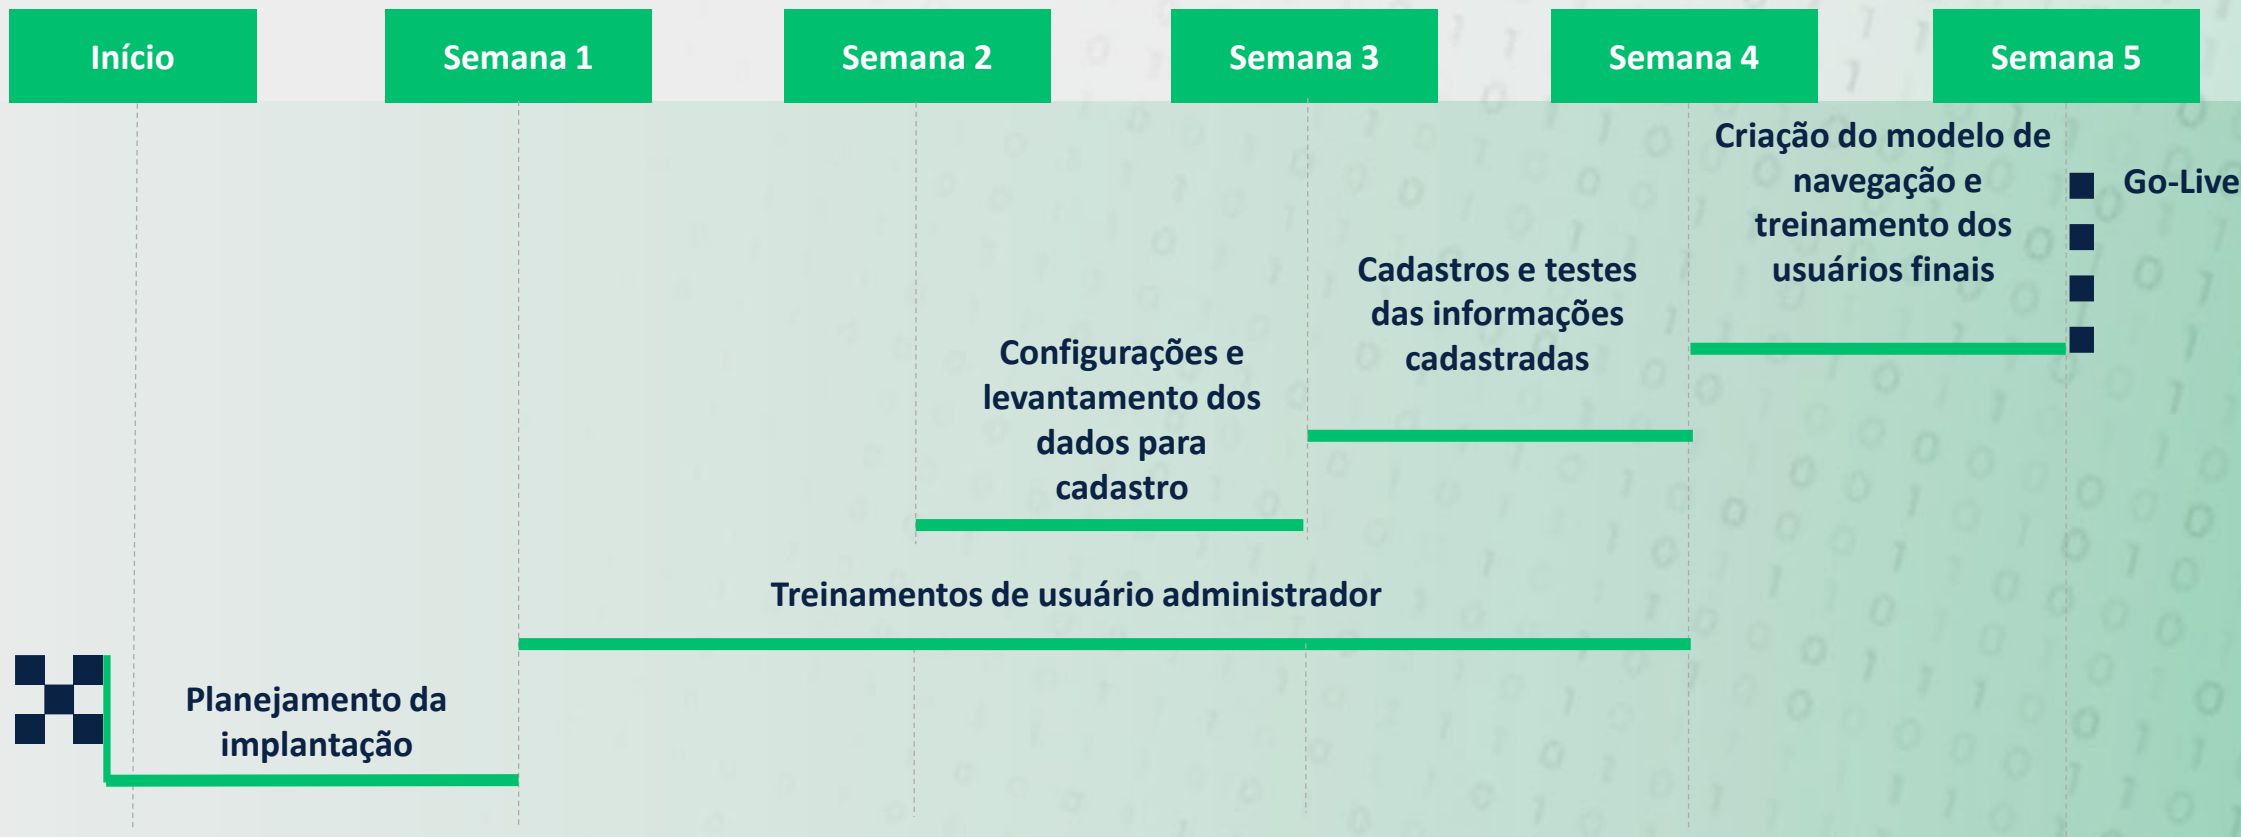 Início
Semana 1
Semana 2
Semana 3
Semana 4
Semana 5
Criação do modelo de
navegação e
treinamento dos
usuários finais
Go-Live
Cadastros e testes
das informações
cadastradas
Configurações e
levantamento dos
dados para
cadastro
Treinamentos de usuário administrador
Planejamento da
implantação